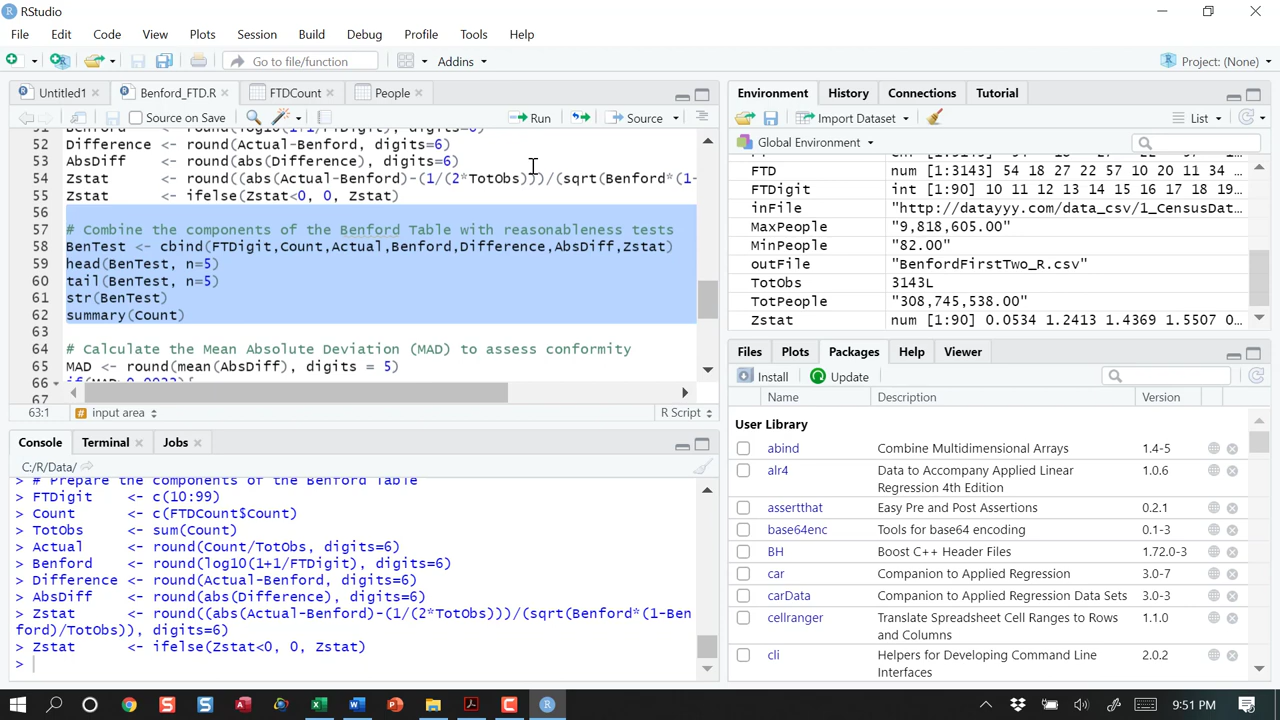 RStudio
File Edit Code View Plots Session Build Debug Profile Tools Help
Go to file/function Addins Project: (None)
Untitled1 Benford_FTD.R FTDCount People
Source on Save Run Source
52 Difference <- round(Actual-Benford, digits=6)
53 AbsDiff <- round(abs(Difference), digits=6)
54 Zstat <- round((abs(Actual-Benford)-(1/(2*TotObs)))/(sqrt(Benford*(1-
55 Zstat <- ifelse(Zstat<0, 0, Zstat)
56
57 # Combine the components of the Benford Table with reasonableness tests
58 BenTest <- cbind(FTDigit,Count,Actual,Benford,Difference,AbsDiff,Zstat)
59 head(BenTest, n=5)
60 tail(BenTest, n=5)
61 str(BenTest)
62 summary(Count)
63
64 # Calculate the Mean Absolute Deviation (MAD) to assess conformity
65 MAD <- round(mean(AbsDiff), digits = 5)
66
67
63:1 input area R Script
Console Terminal Jobs
C:/R/Data/
> # Prepare the components of the Benford Table
> FTDigit <- c(10:99)
> Count <- c(FTDCount$Count)
> TotObs <- sum(Count)
> Actual <- round(Count/TotObs, digits=6)
> Benford <- round(log10(1+1/FTDigit), digits=6)
> Difference <- round(Actual-Benford, digits=6)
> AbsDiff <- round(abs(Difference), digits=6)
> Zstat <- round((abs(Actual-Benford)-(1/(2*TotObs)))/(sqrt(Benford*(1-Ben
ford)/TotObs)), digits=6)
> Zstat <- ifelse(Zstat<0, 0, Zstat)
>
Environment History Connections Tutorial
Import Dataset List
Global Environment
FTD num [1:3143] 54 18 27 22 57 10 20 11 34 ...
FTDigit int [1:90] 10 11 12 13 14 15 16 17 18 19 ...
inFile "http://datayyy.com/data_csv/1_CensusDat...
MaxPeople "9,818,605.00"
MinPeople "82.00"
outFile "BenfordFirstTwo_R.csv"
TotObs 3143L
TotPeople "308,745,538.00"
Zstat num [1:90] 0.0534 1.2413 1.4369 1.5507 0...
Files Plots Packages Help Viewer
Install Update
Name Description Version
User Library
abind Combine Multidimensional Arrays 1.4-5
alr4 Data to Accompany Applied Linear Regression 4th Edition 1.0.6
assertthat Easy Pre and Post Assertions 0.2.1
base64enc Tools for base64 encoding 0.1-3
BH Boost C++ Header Files 1.72.0-3
car Companion to Applied Regression 3.0-7
carData Companion to Applied Regression Data Sets 3.0-3
cellranger Translate Spreadsheet Cell Ranges to Rows and Columns 1.1.0
cli Helpers for Developing Command Line Interfaces 2.0.2
9:51 PM